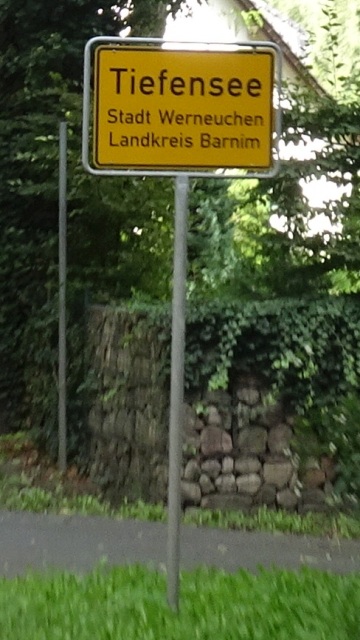 Tiefensee
Stadt Werneuchen
Landkreis Barnim